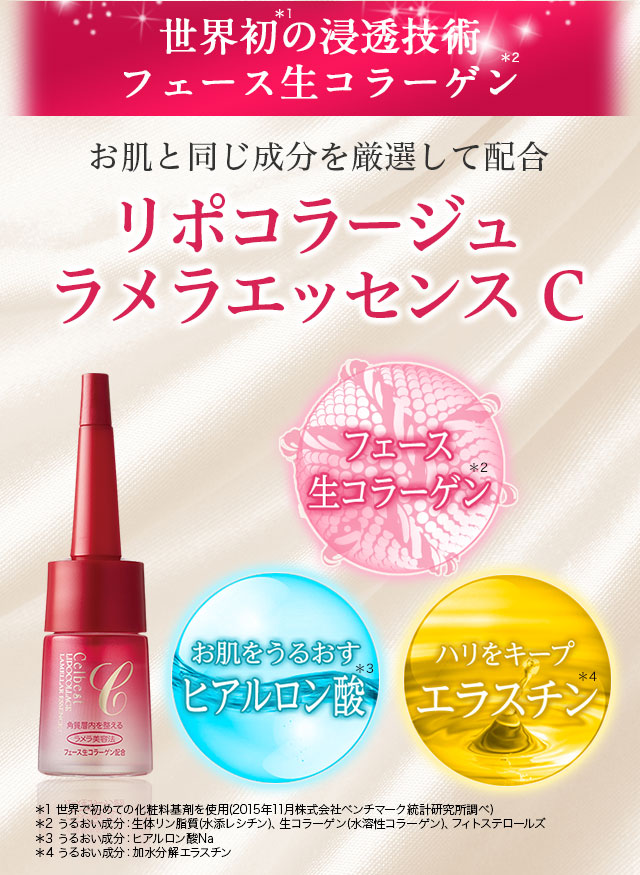 世界初*1の浸透技術
フェース生コラーゲン*2
お肌と同じ成分を厳選して配合
リポコラージュ
ラメラエッセンス C
フェース
生コラーゲン*2
お肌をうるおす
ヒアルロン酸*3
ハリをキープ
エラスチン*4
C
Celbest
LIPOCOLLAGE
LAMELLAR ESSENCE
角質層内を整える
ラメラ美容法
フェース生コラーゲン配合
*1 世界で初めての化粧料基剤を使用(2015年11月株式会社ベンチマーク統計研究所調べ)
*2 うるおい成分:生体リン脂質(水添レシチン)、生コラーゲン(水溶性コラーゲン)、フィトステロールズ
*3 うるおい成分:ヒアルロン酸Na
*4 うるおい成分:加水分解エラスチン